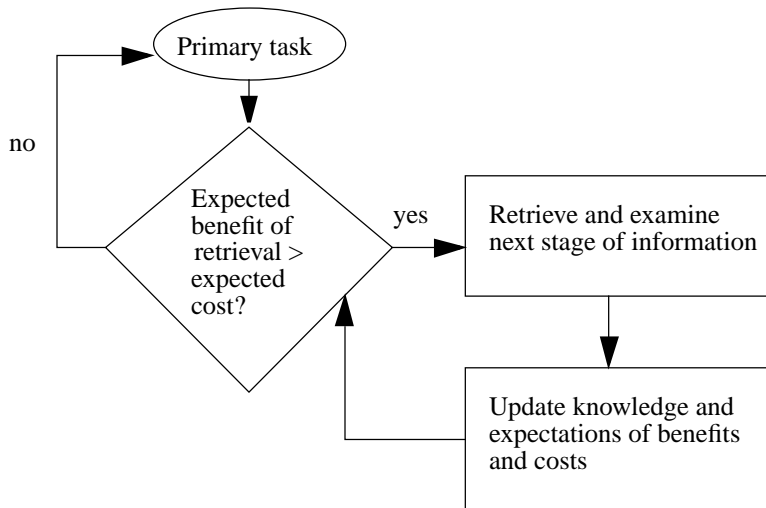 Primary task
no
Expected
benefit of
retrieval >
expected
cost?
yes
Retrieve and examine
next stage of information
Update knowledge and
expectations of benefits
and costs